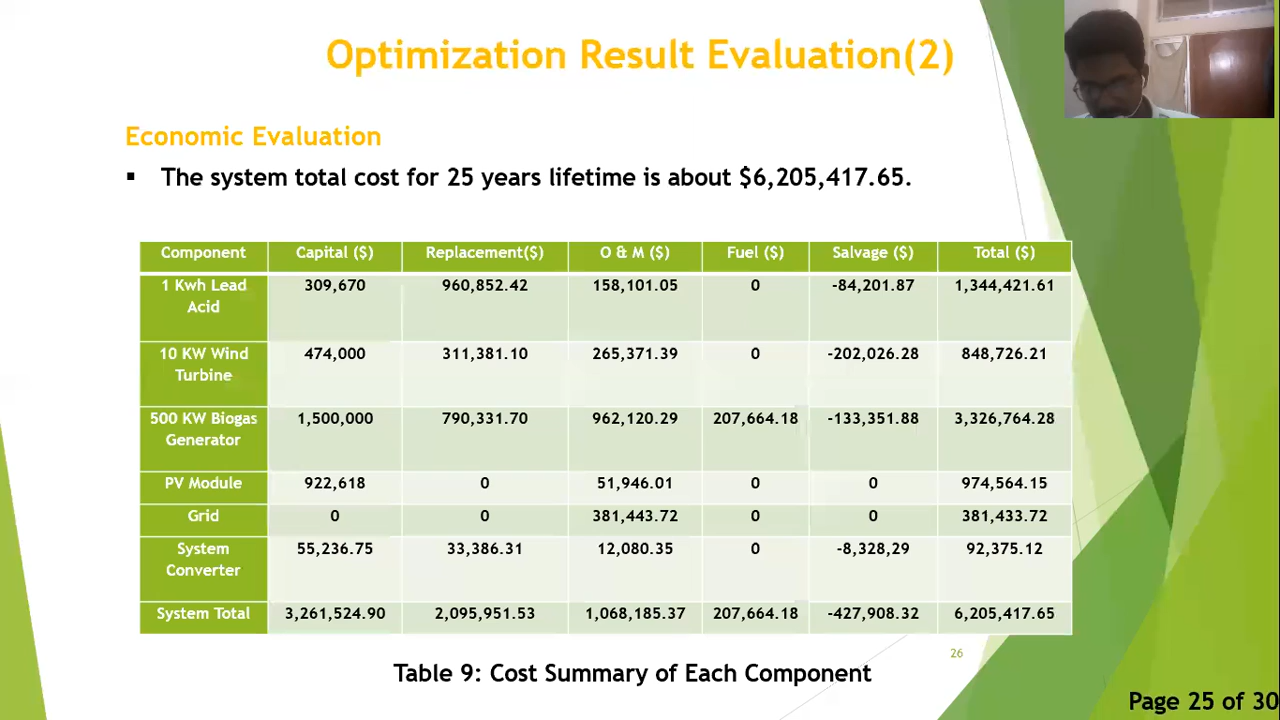 Optimization Result Evaluation(2)
Economic Evaluation
▪ The system total cost for 25 years lifetime is about $6,205,417.65.
Component Capital ($) Replacement($) O & M ($) Fuel ($) Salvage ($) Total ($)
1 Kwh Lead 309,670 960,852.42 158,101.05 0 -84,201.87 1,344,421.61
Acid
10 KW Wind 474,000 311,381.10 265,371.39 0 -202,026.28 848,726.21
Turbine
500 KW Biogas 1,500,000 790,331.70 962,120.29 207,664.18 -133,351.88 3,326,764.28
Generator
PV Module 922,618 0 51,946.01 0 0 974,564.15
Grid 0 0 381,443.72 0 0 381,433.72
System 55,236.75 33,386.31 12,080.35 0 -8,328,29 92,375.12
Converter
System Total 3,261,524.90 2,095,951.53 1,068,185.37 207,664.18 -427,908.32 6,205,417.65
26
Table 9: Cost Summary of Each Component
Page 25 of 30